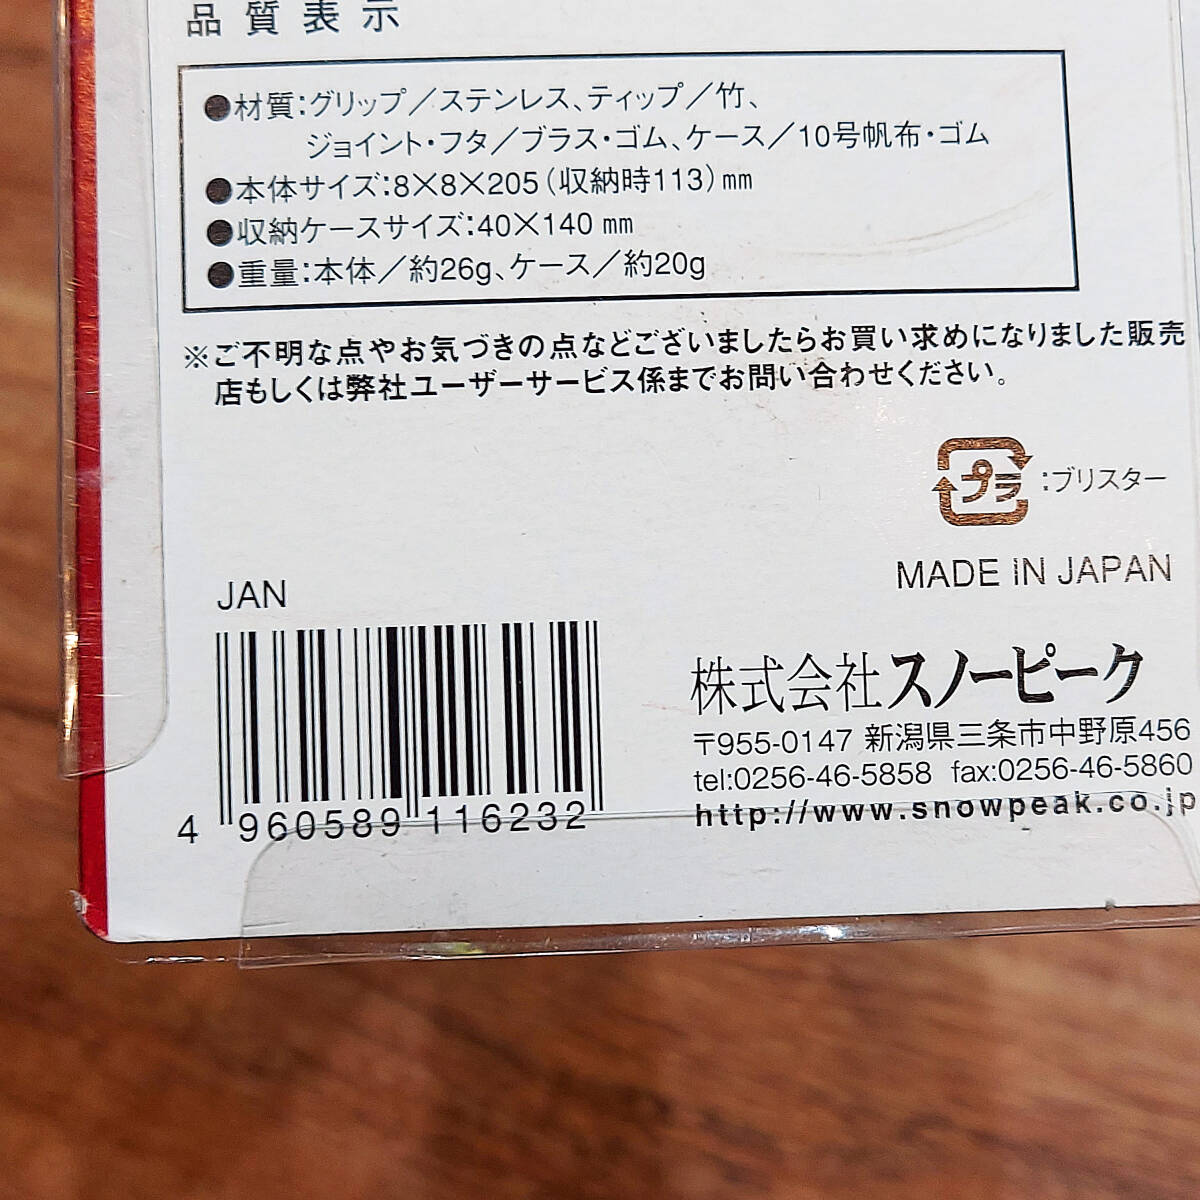 品質表示
●材質:グリップ／ステンレス、ティップ／竹、
ジョイント・フタ／ブラス・ゴム、ケース／10号帆布・ゴム
●本体サイズ:8×8×205(収納時113)㎜
●収納ケースサイズ:40×140㎜
●重量:本体／約26g、ケース／約20g
※ご不明な点やお気づきの点などございましたらお買い求めになりました販売
店もしくは弊社ユーザーサービス係までお問い合わせください。
プラ:ブリスター
MADE IN JAPAN
JAN
4 960589 116232
株式会社スノーピーク
〒955-0147 新潟県三条市中野原456
tel:0256-46-5858 fax:0256-46-5860
http://www.snowpeak.co.jp